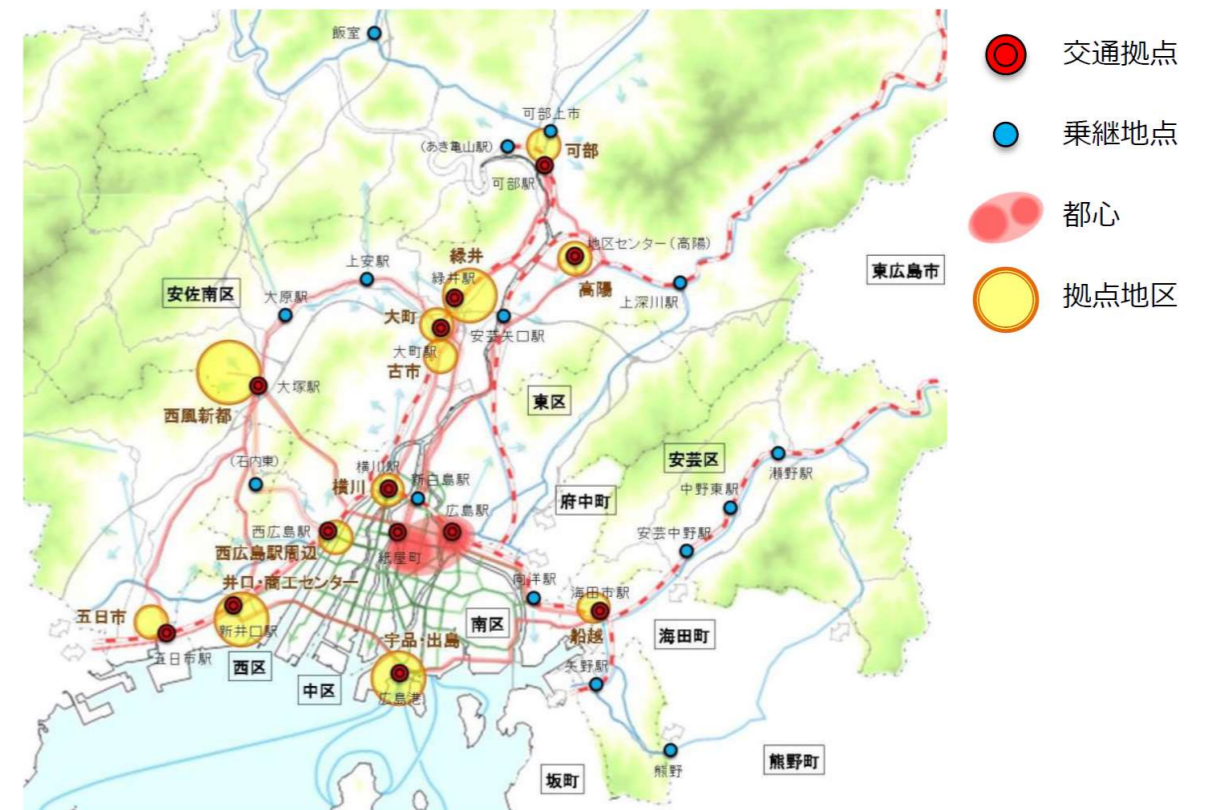 飯室
可部上市
(あき亀山駅)
可部
可部駅
地区センター(高陽)
緑井
緑井駅
上安駅
高陽
上深川駅
東広島市
安佐南区
大原駅
大町
安芸矢口駅
大町駅
古市
大塚駅
西風新都
東区
(石内東)
横川駅
横川
新白島駅
安芸区
瀬野駅
中野東駅
府中町
広島駅
西広島駅
西広島駅周辺
紙屋町
安芸中野駅
井口・商工センター
向洋駅
海田市駅
五日市
新井口駅
南区
宇品・出島
船越
海田町
五日市駅
西区
中区
広島港
矢野駅
坂町
熊野
熊野町
交通拠点
乗継地点
都心
拠点地区